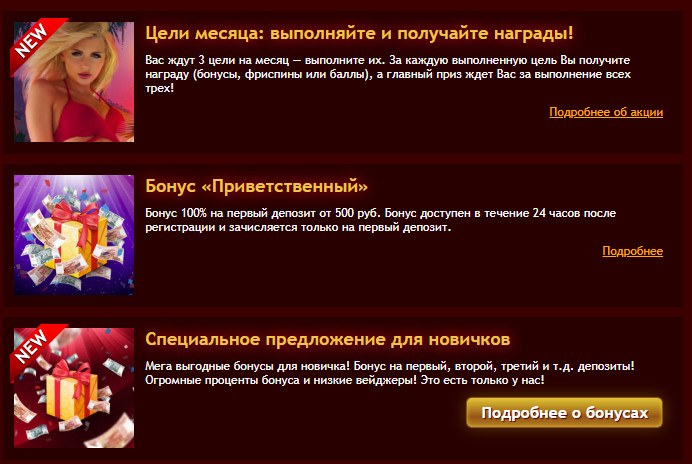 NEW
Цели месяца: выполняйте и получайте награды!
Вас ждут 3 цели на месяц — выполните их. За каждую выполненную цель Вы получите
награду (бонусы, фриспины или баллы), а главный приз ждет Вас за выполнение всех
трех!
Подробнее об акции
Бонус «Приветственный»
Бонус 100% на первый депозит от 500 руб. Бонус доступен в течение 24 часов после
регистрации и зачисляется только на первый депозит.
Подробнее
NEW
Специальное предложение для новичков
Мега выгодные бонусы для новичка! Бонус на первый, второй, третий и т.д. депозиты!
Огромные проценты бонуса и низкие вейджеры! Это есть только у нас!
Подробнее о бонусах